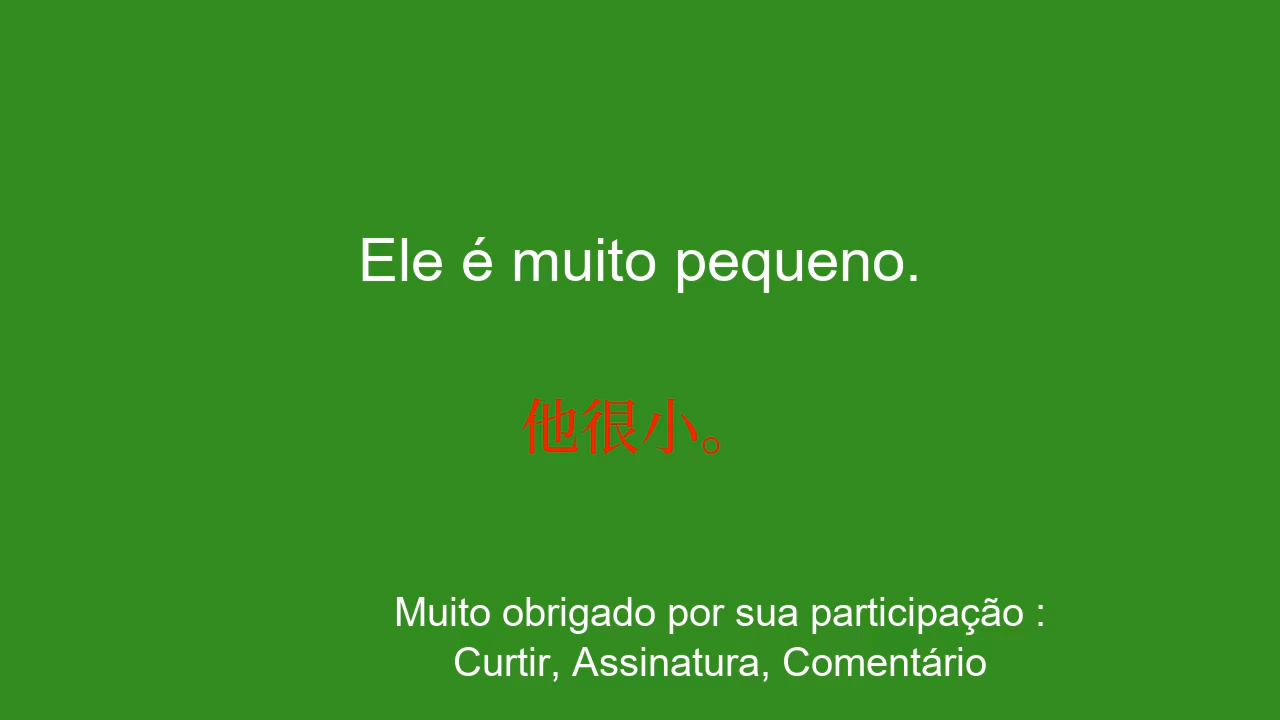 Ele é muito pequeno.
他很小。
Muito obrigado por sua participação :
Curtir, Assinatura, Comentário